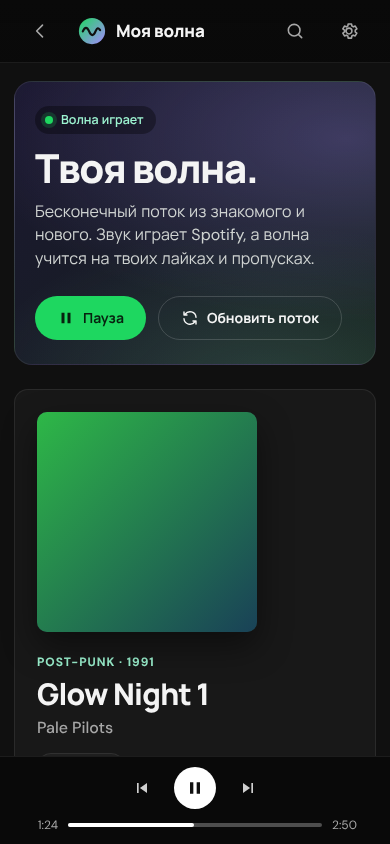 Моя волна
Волна играет
Твоя волна.
Бесконечный поток из знакомого и
нового. Звук играет Spotify, а волна
учится на твоих лайках и пропусках.
Пауза
Обновить поток
POST-PUNK · 1991
Glow Night 1
Pale Pilots
1:24
2:50